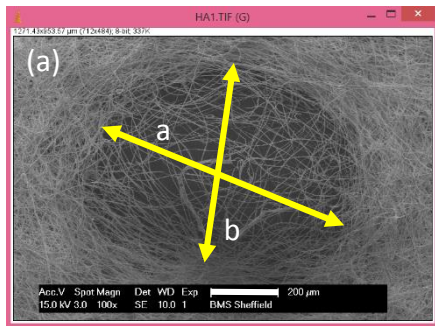 HA1.TIF (G)
1271.43x853.57 µm (712x484); 8-bit; 337K
(a)
a
b
Acc.V Spot Magn Det WD Exp 200 µm
15.0 kV 3.0 100x SE 10.0 1 BMS Sheffield